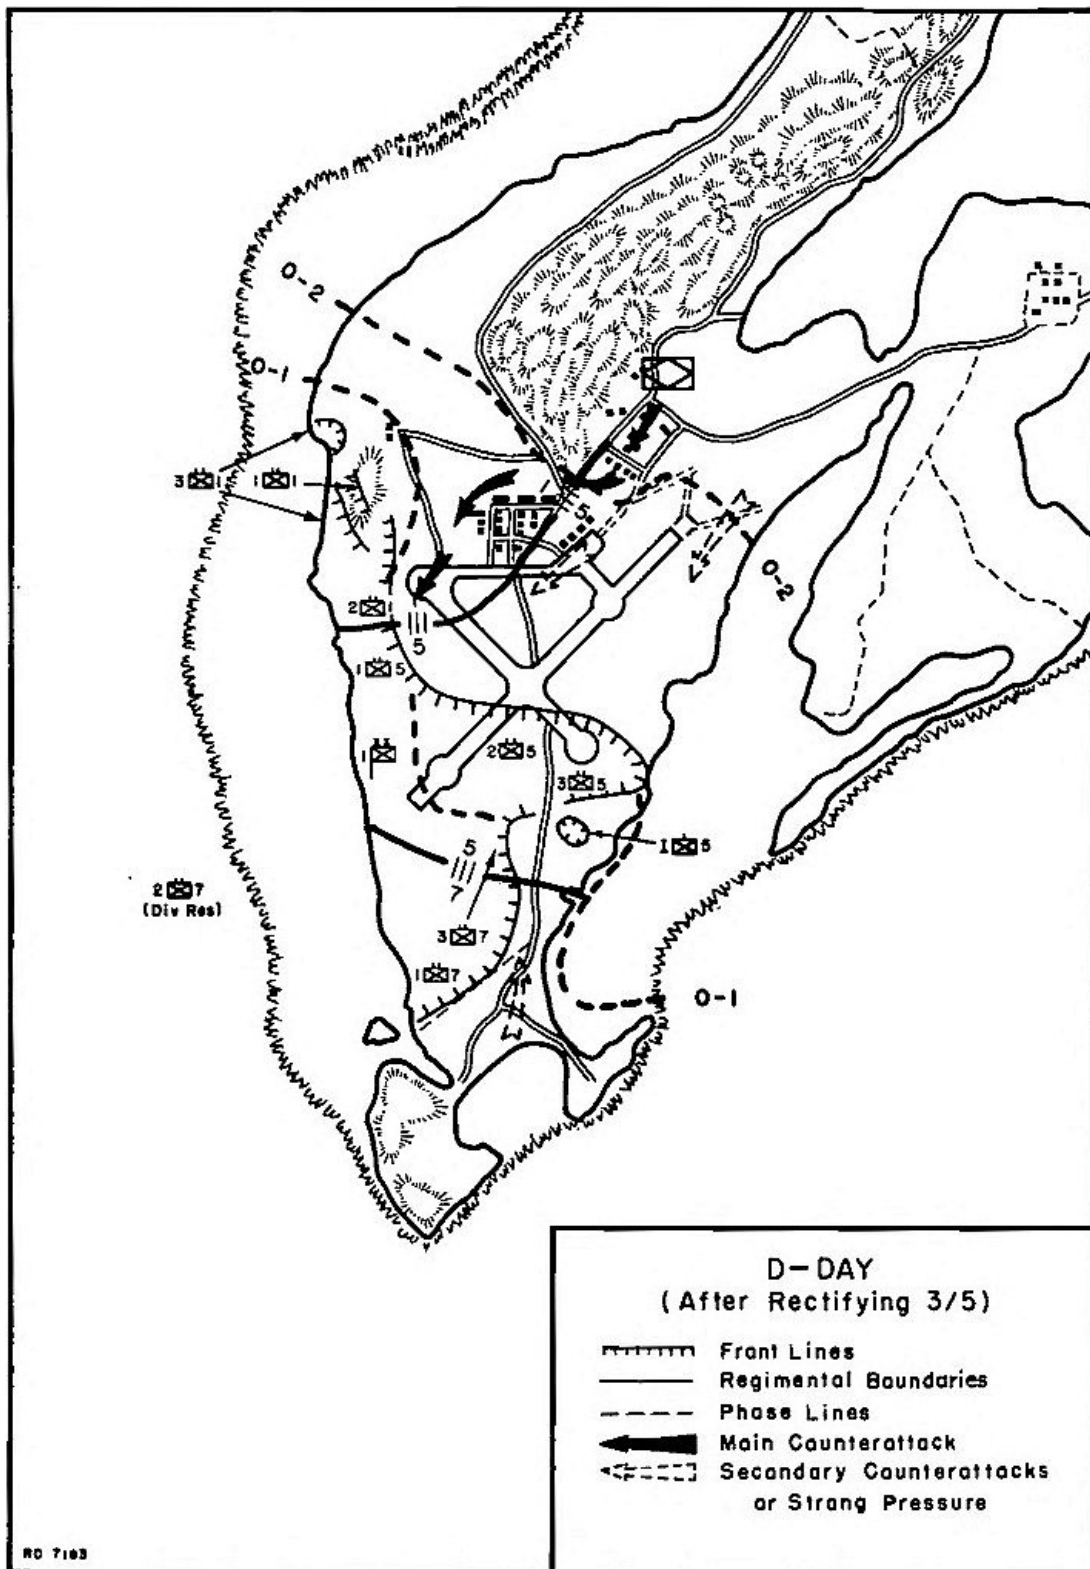 O-2
O-1
3 1
1 1
5
2
O-2
5
1 5
1
2 5
3 5
5
7
1 5
2 7
(Div Res)
3 7
1 7
O-1
D-DAY
(After Rectifying 3/5)
Front Lines
Regimental Boundaries
Phase Lines
Main Counterattack
Secondary Counterattacks
or Strong Pressure
RD 7163